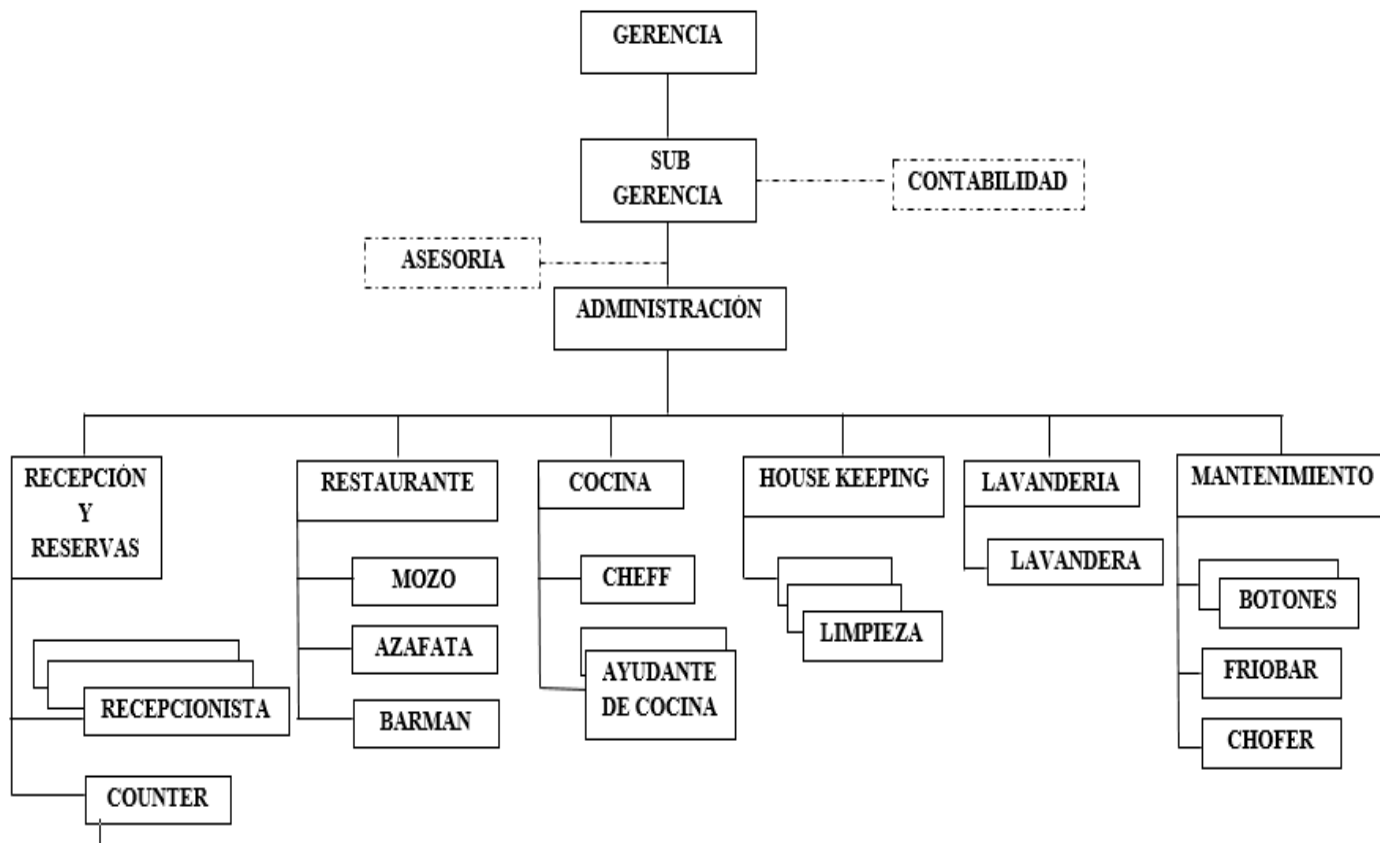 GERENCIA
SUB
GERENCIA
CONTABILIDAD
ASESORIA
ADMINISTRACIÓN
RECEPCIÓN
Y
RESERVAS
RESTAURANTE
COCINA
HOUSE KEEPING
LAVANDERIA
MANTENIMIENTO
MOZO
AZAFATA
BARMAN
CHEFF
AYUDANTE
DE COCINA
LIMPIEZA
LAVANDERA
BOTONES
FRIOBAR
CHOFER
RECEPCIONISTA
COUNTER